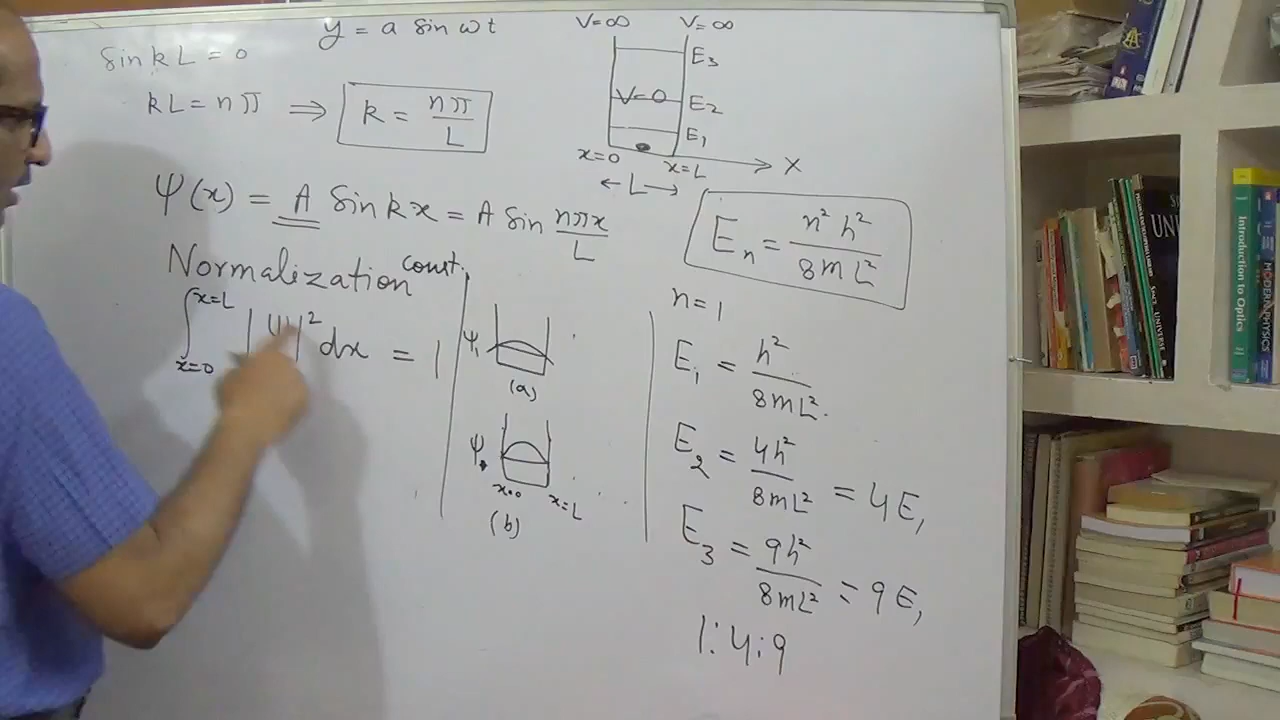 y = a sin ωt
sin kL = 0
kL = nπ ⇒ k = nπ/L
ψ(x) = A sin kx = A sin nπx/L
Normalization const.
∫_{x=0}^{x=L} |ψ|² dx = 1
V=∞ V=∞
E₃
V=0
E₂
E₁
x=0 x=L X
←L→
Eₙ = n²h²/8mL²
ψ₁
(a)
ψ
x=0 x=L
(b)
n=1
E₁ = h²/8mL².
E₂ = 4h²/8mL² = 4E₁
E₃ = 9h²/8mL² = 9E₁
1:4:9
Introduction to Optics
MODERN PHYSICS
UNIVERSE